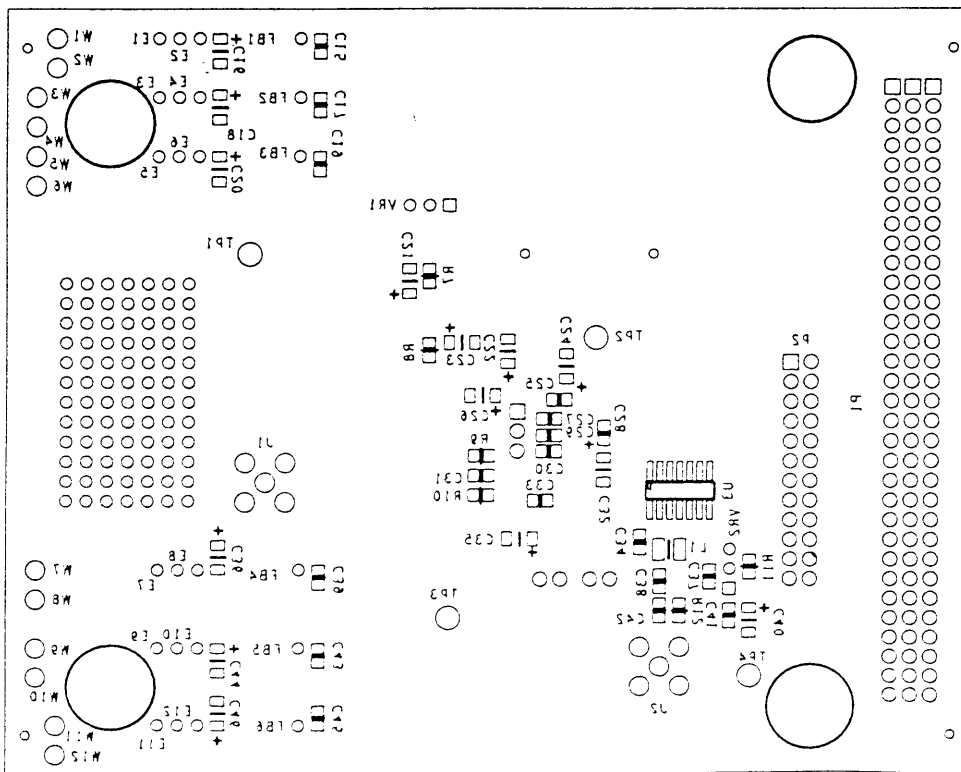 W1
E1
FB1
C15
W2
E2
C16
W3
E3
E4
FB2
C17
W4
E6
C18
FB3
C19
W5
E5
C20
W6
VR1
TP1
C21
R7
C24
TP2
P2
R8
C23
C22
C25
P1
C26
C27
C28
C29
J1
R9
C30
C31
C33
U3
R10
C32
VR2
C35
C34
L1
R11
W7
E7
E8
C36
FB4
C39
C38
C37
W8
TP3
C42
R12
C41
C40
W9
E9
E10
FB5
C43
TP4
C44
W10
J2
W11
E11
E12
C46
FB6
C45
W12